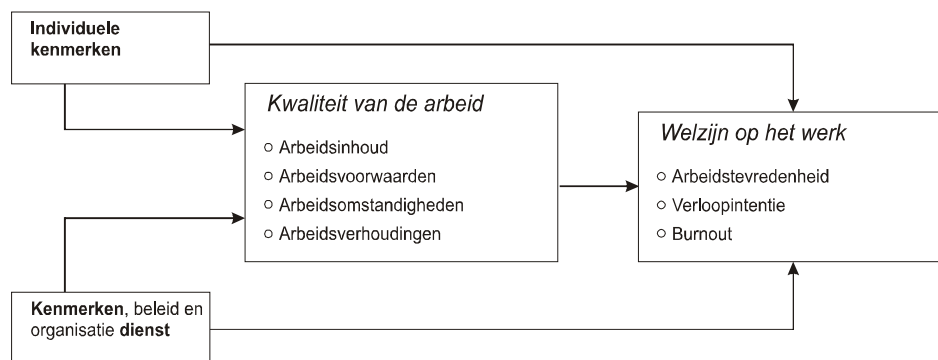 Individuele
kenmerken
Kwaliteit van de arbeid
Arbeidsinhoud
Arbeidsvoorwaarden
Arbeidsomstandigheden
Arbeidsverhoudingen
Welzijn op het werk
Arbeidstevredenheid
Verloopintentie
Burnout
Kenmerken, beleid en
organisatie dienst